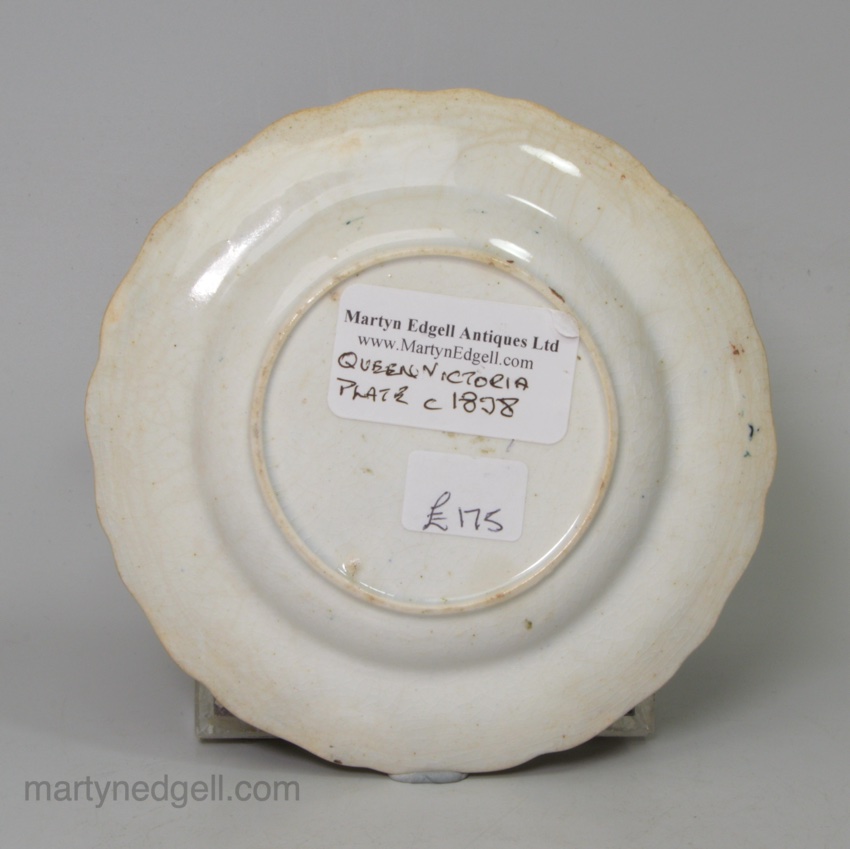 Martyn Edgell Antiques Ltd
www.MartynEdgell.com
QUEEN VICTORIA
PLATE c 1838
£175
martynedgell.com